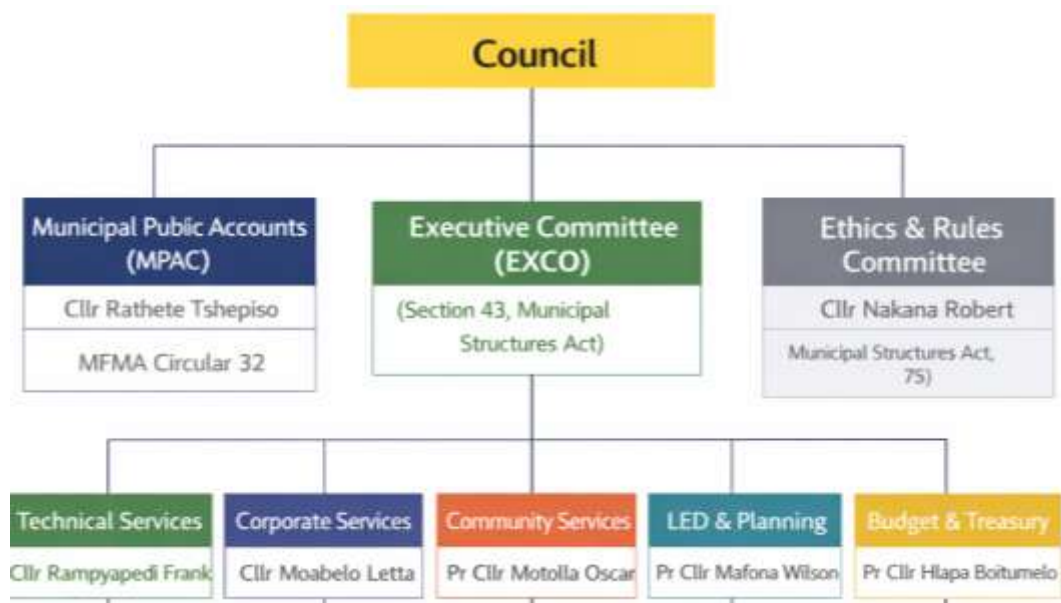 Council
Municipal Public Accounts
(MPAC)
Cllr Rathete Tshepiso
MFMA Circular 32
Executive Committee
(EXCO)
(Section 43, Municipal
Structures Act)
Ethics & Rules
Committee
Cllr Nakana Robert
Municipal Structures Act,
75)
Technical Services
Cllr Rampyapedi Frank
Corporate Services
Cllr Moabelo Letta
Community Services
Pr Cllr Motolla Oscar
LED & Planning
Pr Cllr Mafona Wilson
Budget & Treasury
Pr Cllr Hlapa Boitumelo